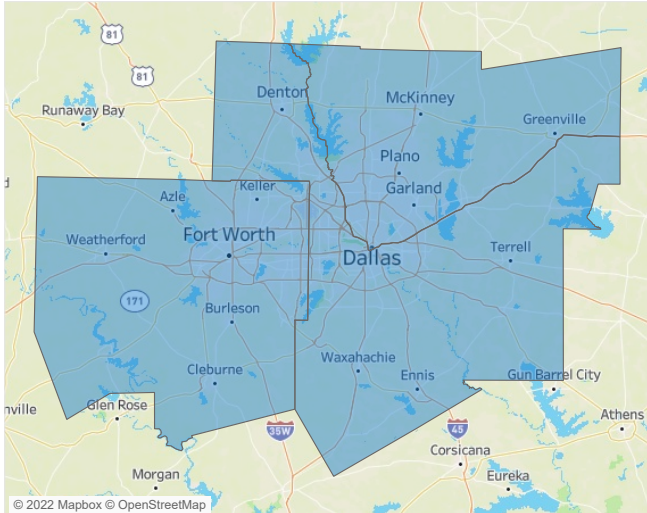 81
81
Runaway Bay
Denton
McKinney
Greenville
Plano
Garland
Keller
Azle
Weatherford
Fort Worth
Dallas
Terrell
171
Burleson
Waxahachie
Cleburne
Ennis
Gun Barrel City
nville
Glen Rose
Athens
35W
45
Corsicana
Morgan
Eureka
© 2022 Mapbox © OpenStreetMap